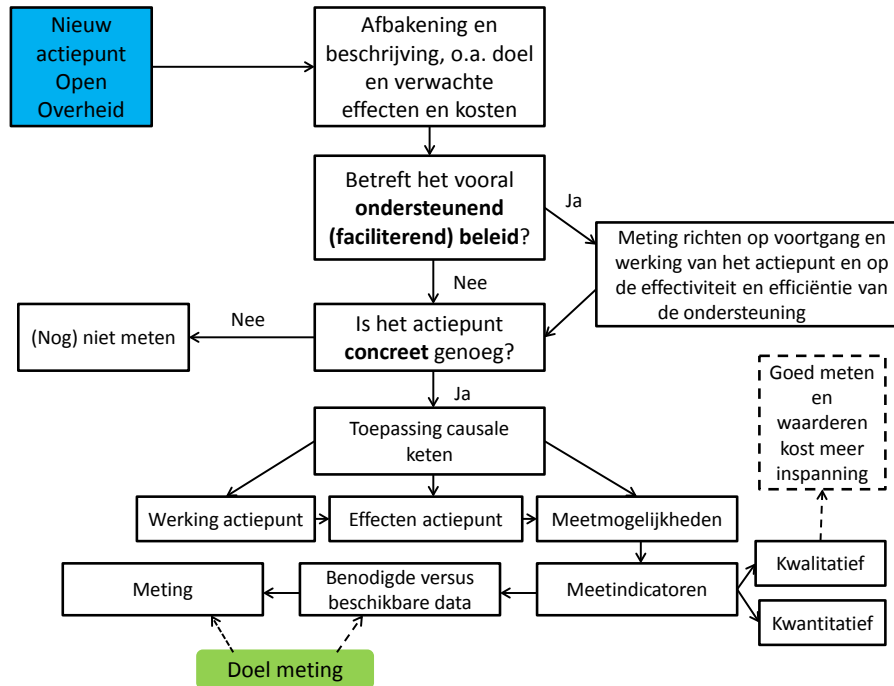 Nieuw
actiepunt
Open
Overheid
Afbakening en
beschrijving, o.a. doel
en verwachte
effecten en kosten
Betreft het vooral
ondersteunend
(faciliterend) beleid?
Ja
Meting richten op voortgang en
werking van het actiepunt en op
de effectiviteit en efficiëntie van
de ondersteuning
Nee
Is het actiepunt
concreet genoeg?
Nee
(Nog) niet meten
Ja
Goed meten
en
waarderen
kost meer
inspanning
Toepassing causale
keten
Werking actiepunt
Effecten actiepunt
Meetmogelijkheden
Meting
Benodigde versus
beschikbare data
Meetindicatoren
Kwalitatief
Kwantitatief
Doel meting